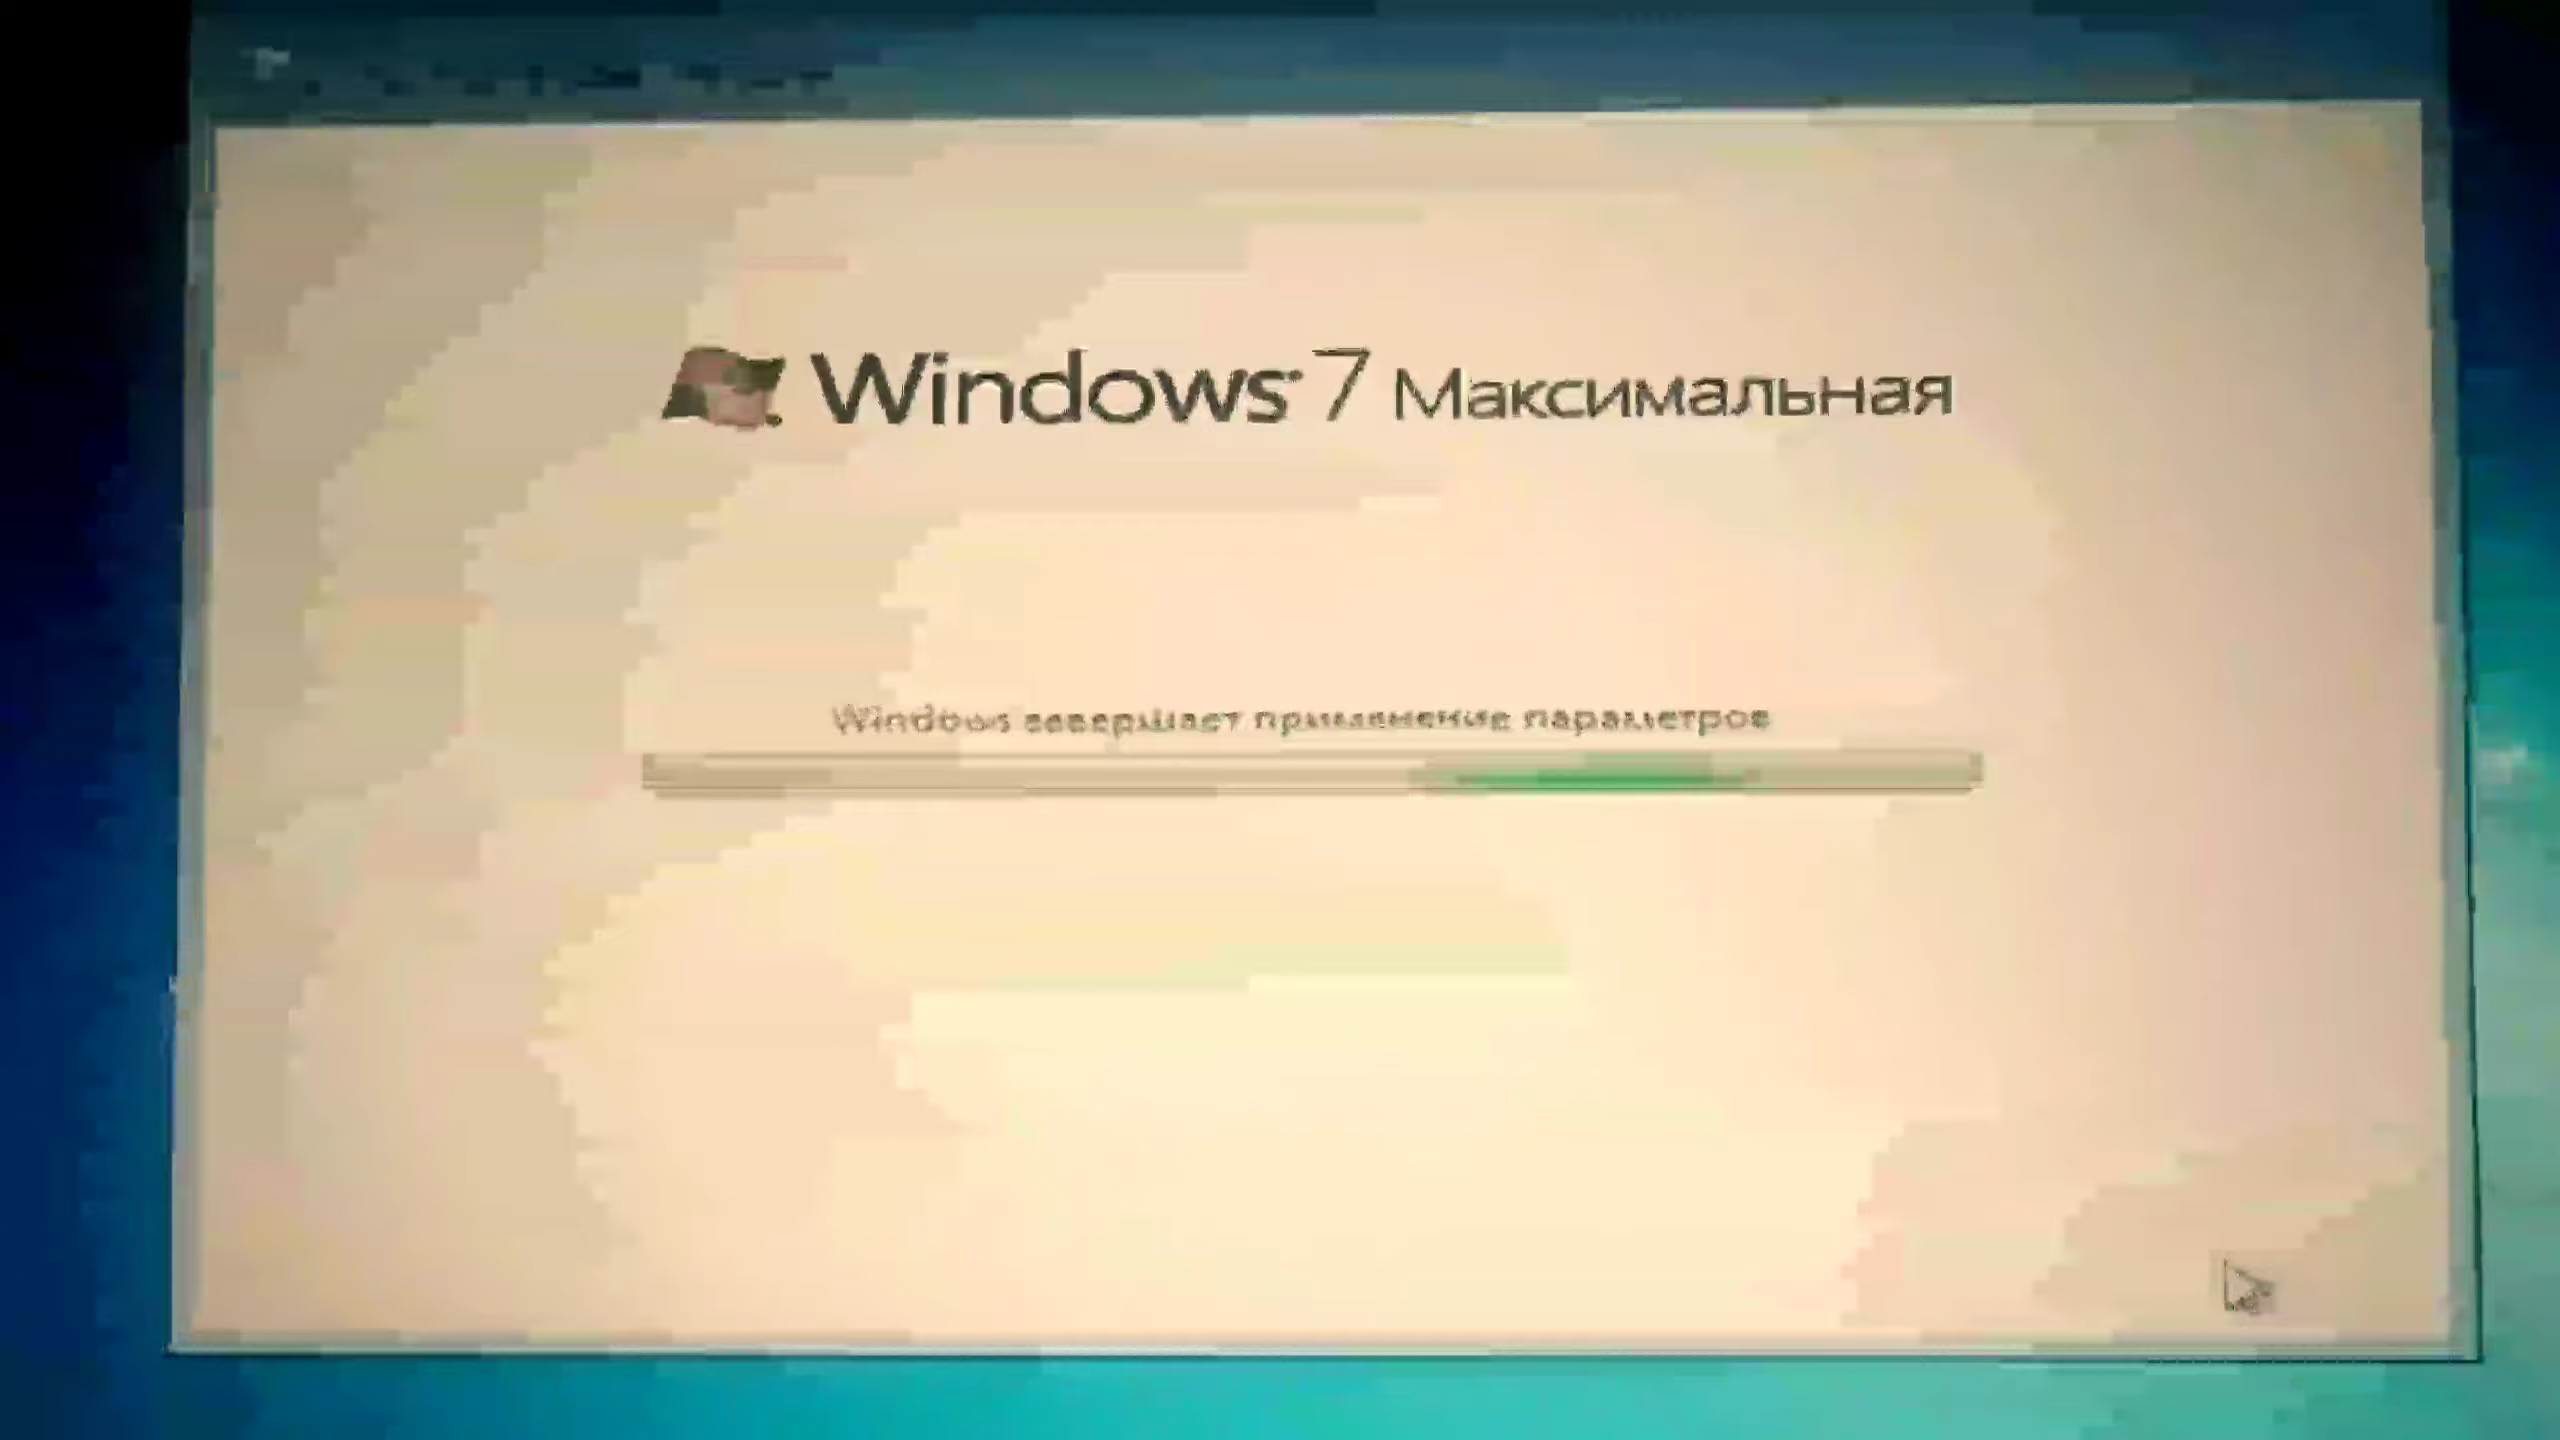 Windows 7 Максимальная
Windows завершает применение параметров